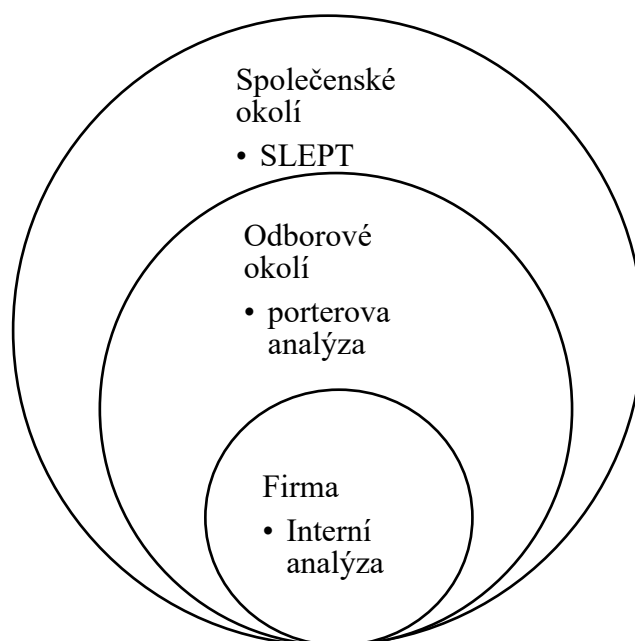 Společenské
okolí
• SLEPT
Odborové
okolí
• porterova
analýza
Firma
• Interní
analýza